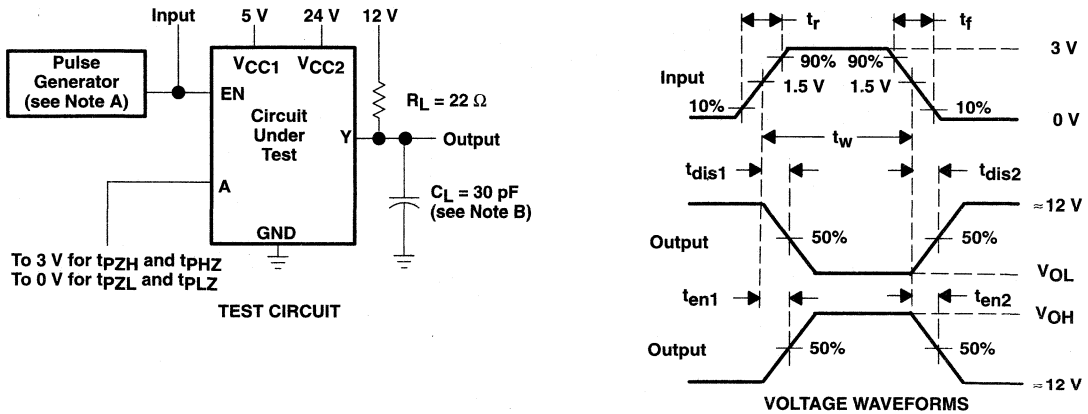 Input
5 V
24 V
12 V
Pulse
Generator
(see Note A)
VCC1
VCC2
EN
Circuit
Under
Test
RL = 22 Ω
Y
Output
A
CL = 30 pF
(see Note B)
GND
To 3 V for tPZH and tPHZ
To 0 V for tPZL and tPLZ
TEST CIRCUIT
tr
tf
3 V
90%
90%
Input
1.5 V
1.5 V
10%
10%
0 V
tw
tdis1
tdis2
≈ 12 V
Output
50%
50%
VOL
ten1
ten2
VOH
Output
50%
50%
≈ 12 V
VOLTAGE WAVEFORMS